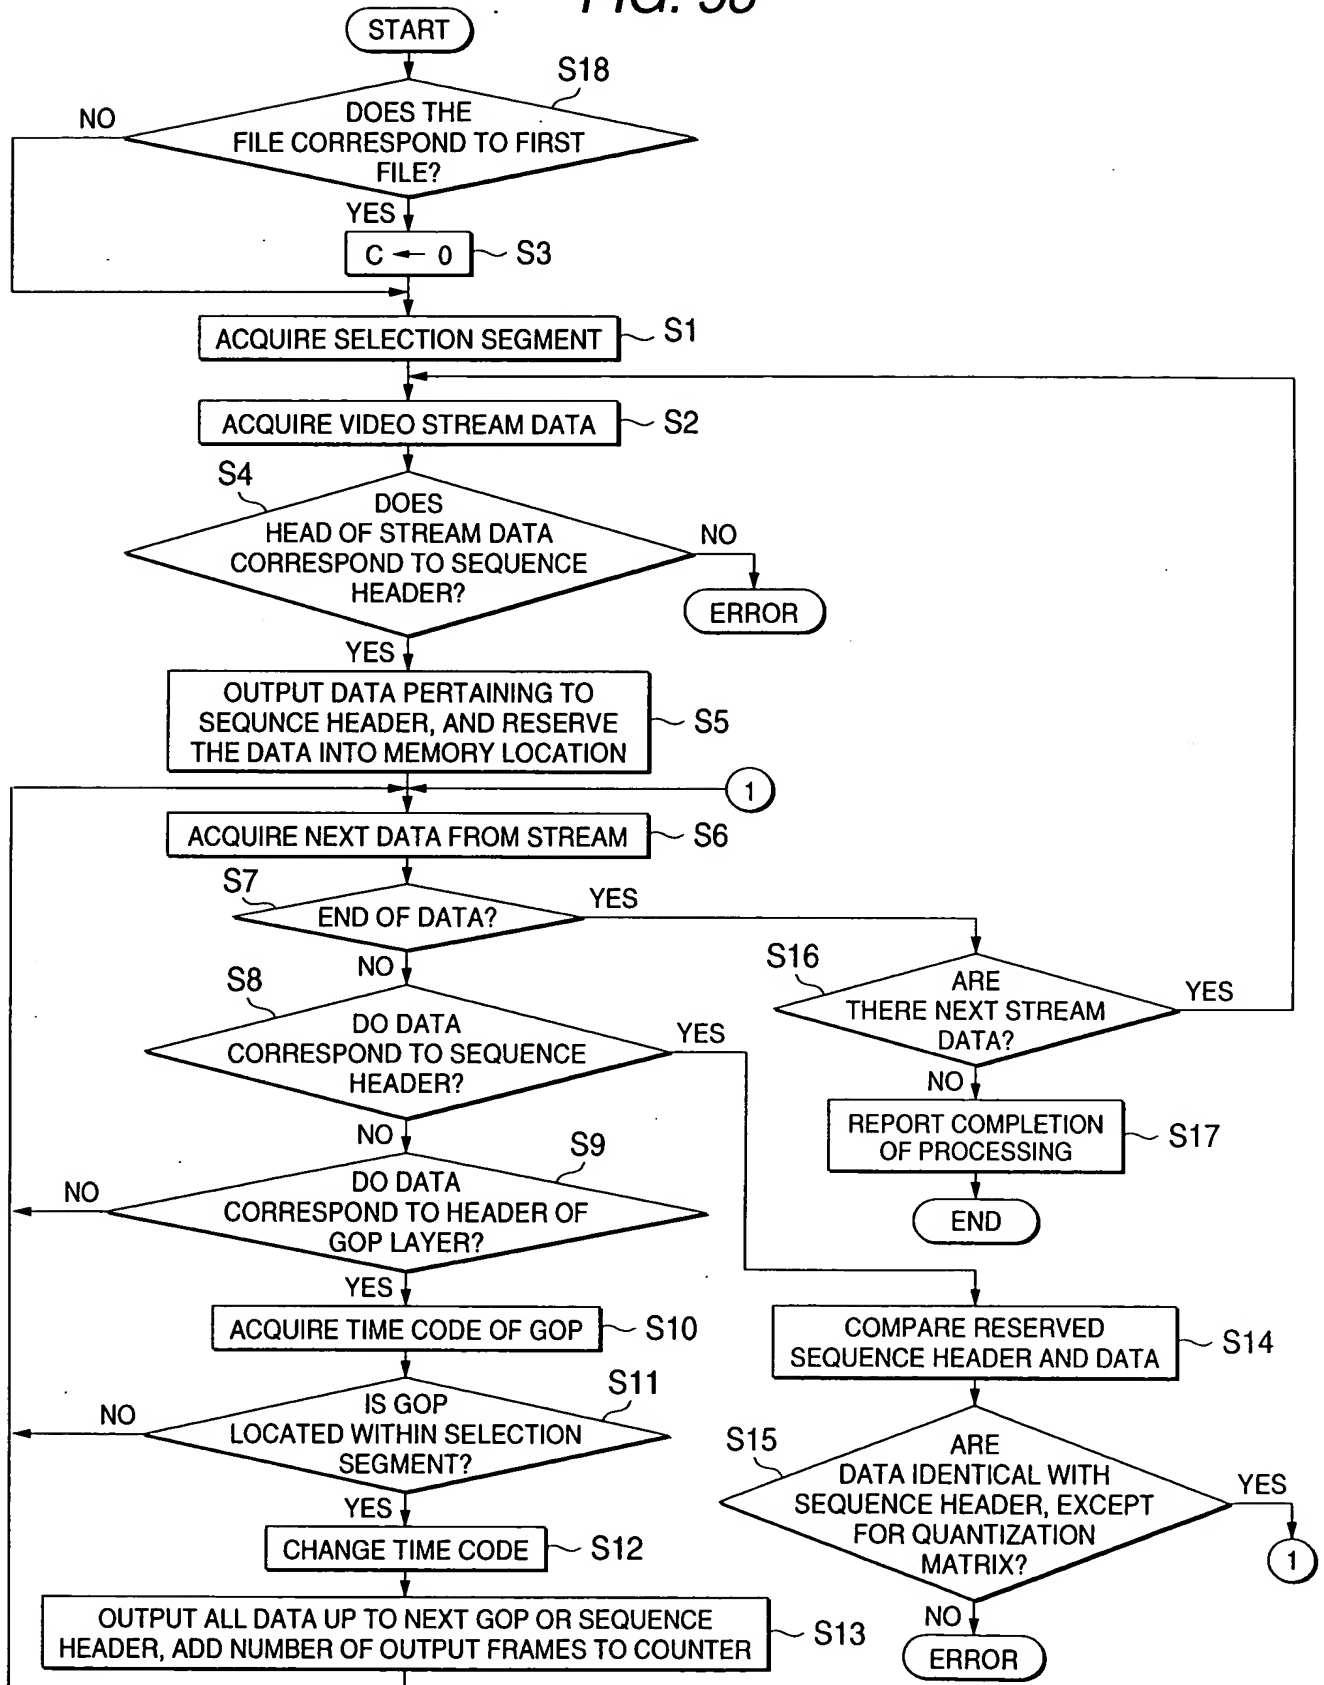 FIG. 38
START
S18
DOES THE
FILE CORRESPOND TO FIRST
FILE?
NO
YES
C ← 0
S3
ACQUIRE SELECTION SEGMENT
S1
ACQUIRE VIDEO STREAM DATA
S2
S4
DOES
HEAD OF STREAM DATA
CORRESPOND TO SEQUENCE
HEADER?
NO
ERROR
YES
OUTPUT DATA PERTAINING TO
SEQUNCE HEADER, AND RESERVE
THE DATA INTO MEMORY LOCATION
S5
1
ACQUIRE NEXT DATA FROM STREAM
S6
S7
END OF DATA?
YES
NO
S16
ARE
THERE NEXT STREAM
DATA?
YES
NO
REPORT COMPLETION
OF PROCESSING
S17
END
S8
DO DATA
CORRESPOND TO SEQUENCE
HEADER?
YES
NO
S9
DO DATA
CORRESPOND TO HEADER OF
GOP LAYER?
NO
YES
ACQUIRE TIME CODE OF GOP
S10
S11
IS GOP
LOCATED WITHIN SELECTION
SEGMENT?
NO
YES
CHANGE TIME CODE
S12
OUTPUT ALL DATA UP TO NEXT GOP OR SEQUENCE
HEADER, ADD NUMBER OF OUTPUT FRAMES TO COUNTER
S13
COMPARE RESERVED
SEQUENCE HEADER AND DATA
S14
S15
ARE
DATA IDENTICAL WITH
SEQUENCE HEADER, EXCEPT
FOR QUANTIZATION
MATRIX?
YES
1
NO
ERROR